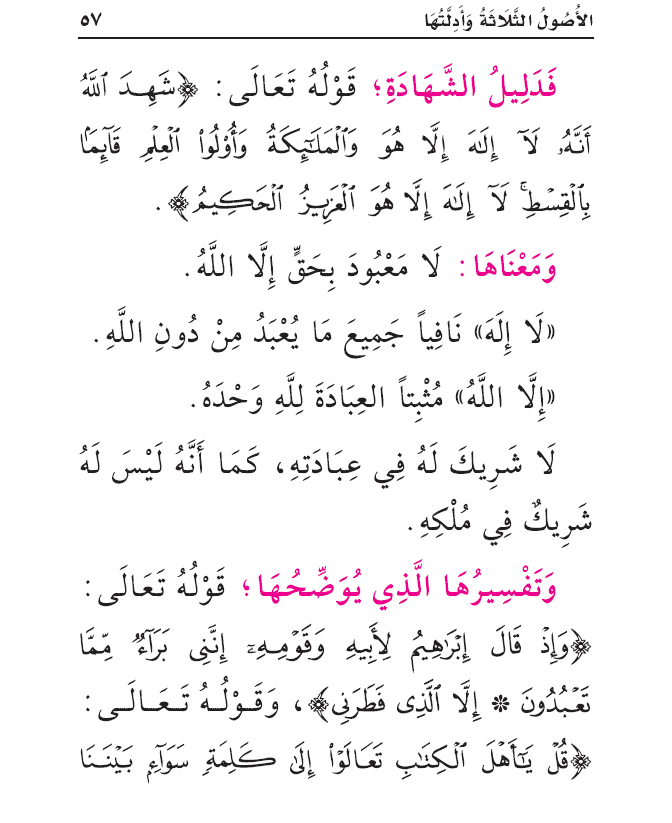 الأُصُولُ الثَّلَاثَةُ وَأَدِلَّتُهَا ٥٧
فَدَلِيلُ الشَّهَادَةِ؛ قَوْلُهُ تَعَالَى: ﴿شَهِدَ ٱللَّهُ
أَنَّهُۥ لَآ إِلَٰهَ إِلَّا هُوَ وَٱلْمَلَٰٓئِكَةُ وَأُو۟لُوا۟ ٱلْعِلْمِ قَآئِمًۢا
بِٱلْقِسْطِۚ لَآ إِلَٰهَ إِلَّا هُوَ ٱلْعَزِيزُ ٱلْحَكِيمُ﴾.
وَمَعْنَاهَا: لَا مَعْبُودَ بِحَقٍّ إِلَّا اللَّهُ.
«لَا إِلَهَ» نَافِياً جَمِيعَ مَا يُعْبَدُ مِنْ دُونِ اللَّهِ.
«إِلَّا اللَّهُ» مُثْبِتاً العِبَادَةَ لِلَّهِ وَحْدَهُ.
لَا شَرِيكَ لَهُ فِي عِبَادَتِهِ، كَمَا أَنَّهُ لَيْسَ لَهُ
شَرِيكٌ فِي مُلْكِهِ.
وَتَفْسِيرُهَا الَّذِي يُوَضِّحُهَا؛ قَوْلُهُ تَعَالَى:
﴿وَإِذْ قَالَ إِبْرَٰهِيمُ لِأَبِيهِ وَقَوْمِهِۦٓ إِنَّنِى بَرَآءٌ مِّمَّا
تَعْبُدُونَ * إِلَّا ٱلَّذِى فَطَرَنِى﴾، وَقَوْلُهُ تَعَالَى:
﴿قُلْ يَٰٓأَهْلَ ٱلْكِتَٰبِ تَعَالَوْا۟ إِلَىٰ كَلِمَةٍ سَوَآءٍۭ بَيْنَنَا